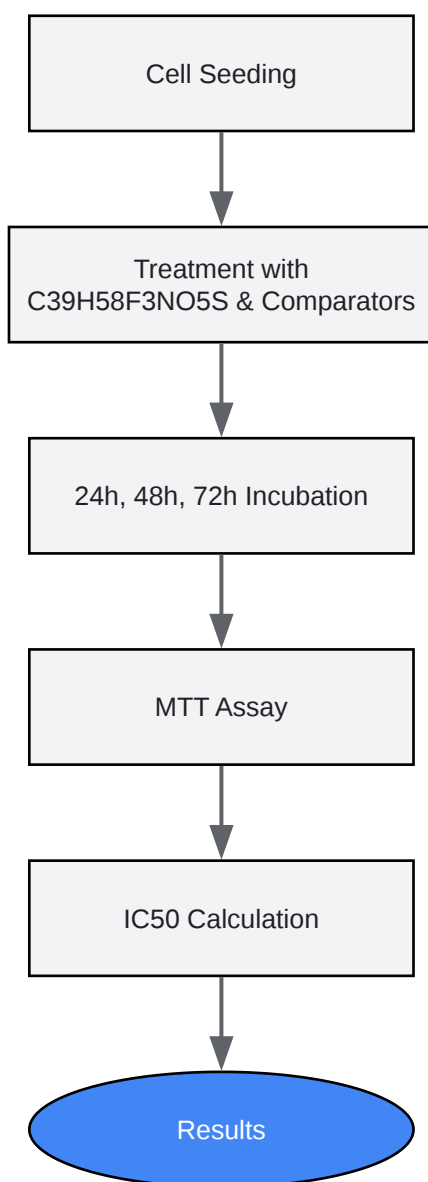 Cell Seeding
Treatment with
C39H58F3NO5S & Comparators
24h, 48h, 72h Incubation
MTT Assay
IC50 Calculation
Results